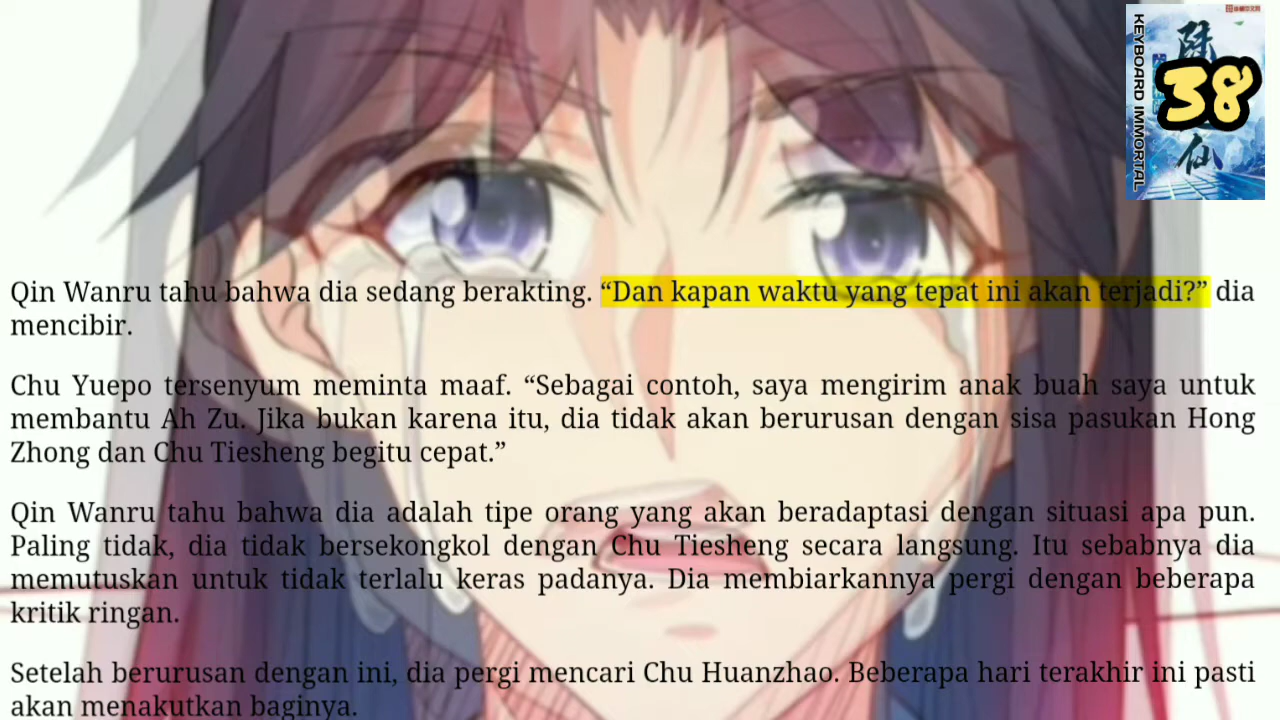 KEYBOARD IMMORTAL
38
仙
Qin Wanru tahu bahwa dia sedang berakting. “Dan kapan waktu yang tepat ini akan terjadi?” dia
mencibir.
Chu Yuepo tersenyum meminta maaf. “Sebagai contoh, saya mengirim anak buah saya untuk
membantu Ah Zu. Jika bukan karena itu, dia tidak akan berurusan dengan sisa pasukan Hong
Zhong dan Chu Tiesheng begitu cepat.”
Qin Wanru tahu bahwa dia adalah tipe orang yang akan beradaptasi dengan situasi apa pun.
Paling tidak, dia tidak bersekongkol dengan Chu Tiesheng secara langsung. Itu sebabnya dia
memutuskan untuk tidak terlalu keras padanya. Dia membiarkannya pergi dengan beberapa
kritik ringan.
Setelah berurusan dengan ini, dia pergi mencari Chu Huanzhao. Beberapa hari terakhir ini pasti
akan menakutkan baginya.